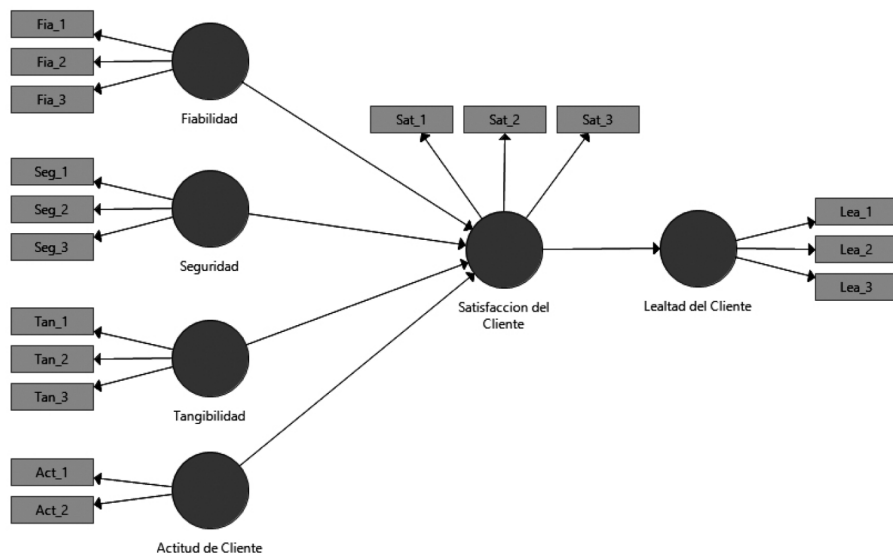 Fia_1
Fia_2
Fia_3
Fiabilidad
Seg_1
Seg_2
Seg_3
Seguridad
Tan_1
Tan_2
Tan_3
Tangibilidad
Act_1
Act_2
Actitud de Cliente
Sat_1
Sat_2
Sat_3
Satisfaccion del
Cliente
Lea_1
Lea_2
Lea_3
Lealtad del Cliente